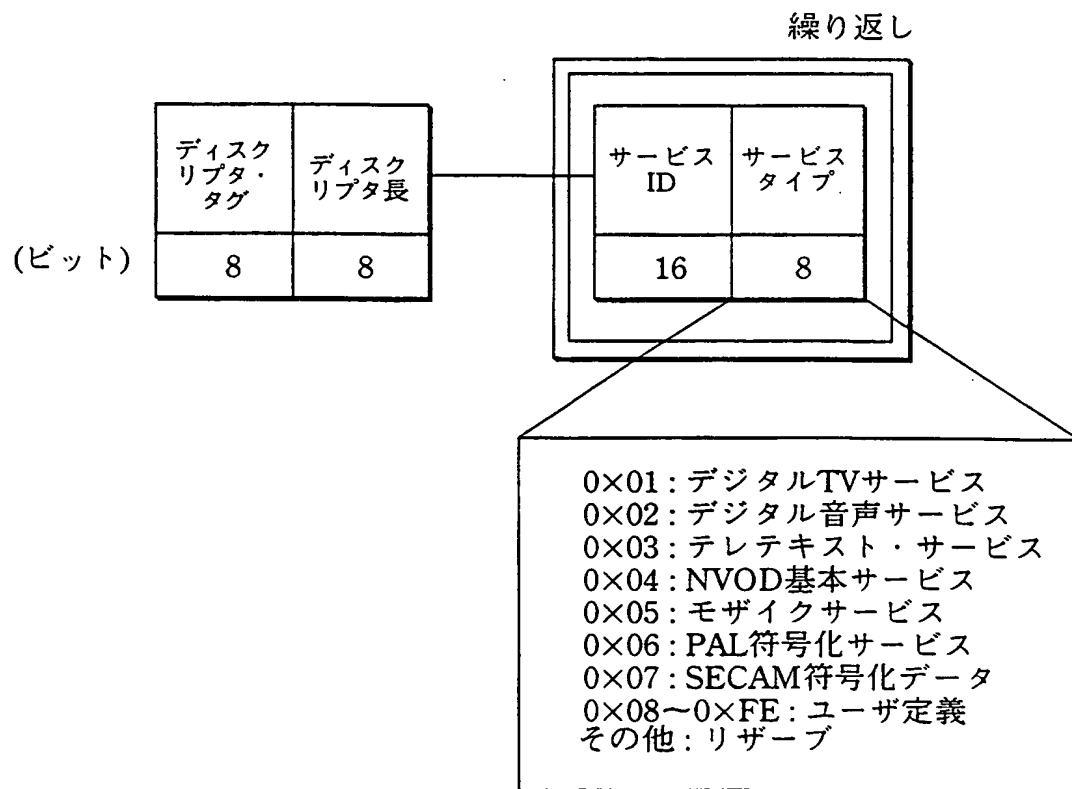 繰り返し
ディスク
リプタ・
タグ
ディスク
リプタ長
サービス
ID
サービス
タイプ
(ビット)
8
8
16
8
0×01：デジタルTVサービス
0×02：デジタル音声サービス
0×03：テレテキスト・サービス
0×04：NVOD基本サービス
0×05：モザイクサービス
0×06：PAL符号化サービス
0×07：SECAM符号化データ
0×08〜0×FE：ユーザ定義
その他：リザーブ